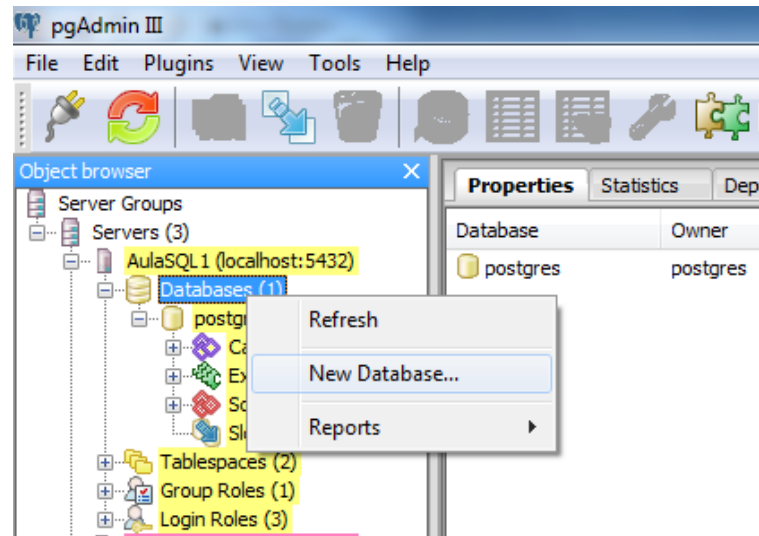 pgAdmin III
File Edit Plugins View Tools Help
Object browser
Server Groups
Servers (3)
AulaSQL1 (localhost:5432)
Databases (1)
Tablespaces (2)
Group Roles (1)
Login Roles (3)
Refresh
New Database...
Reports
Properties Statistics Dep
Database Owner
postgres postgres